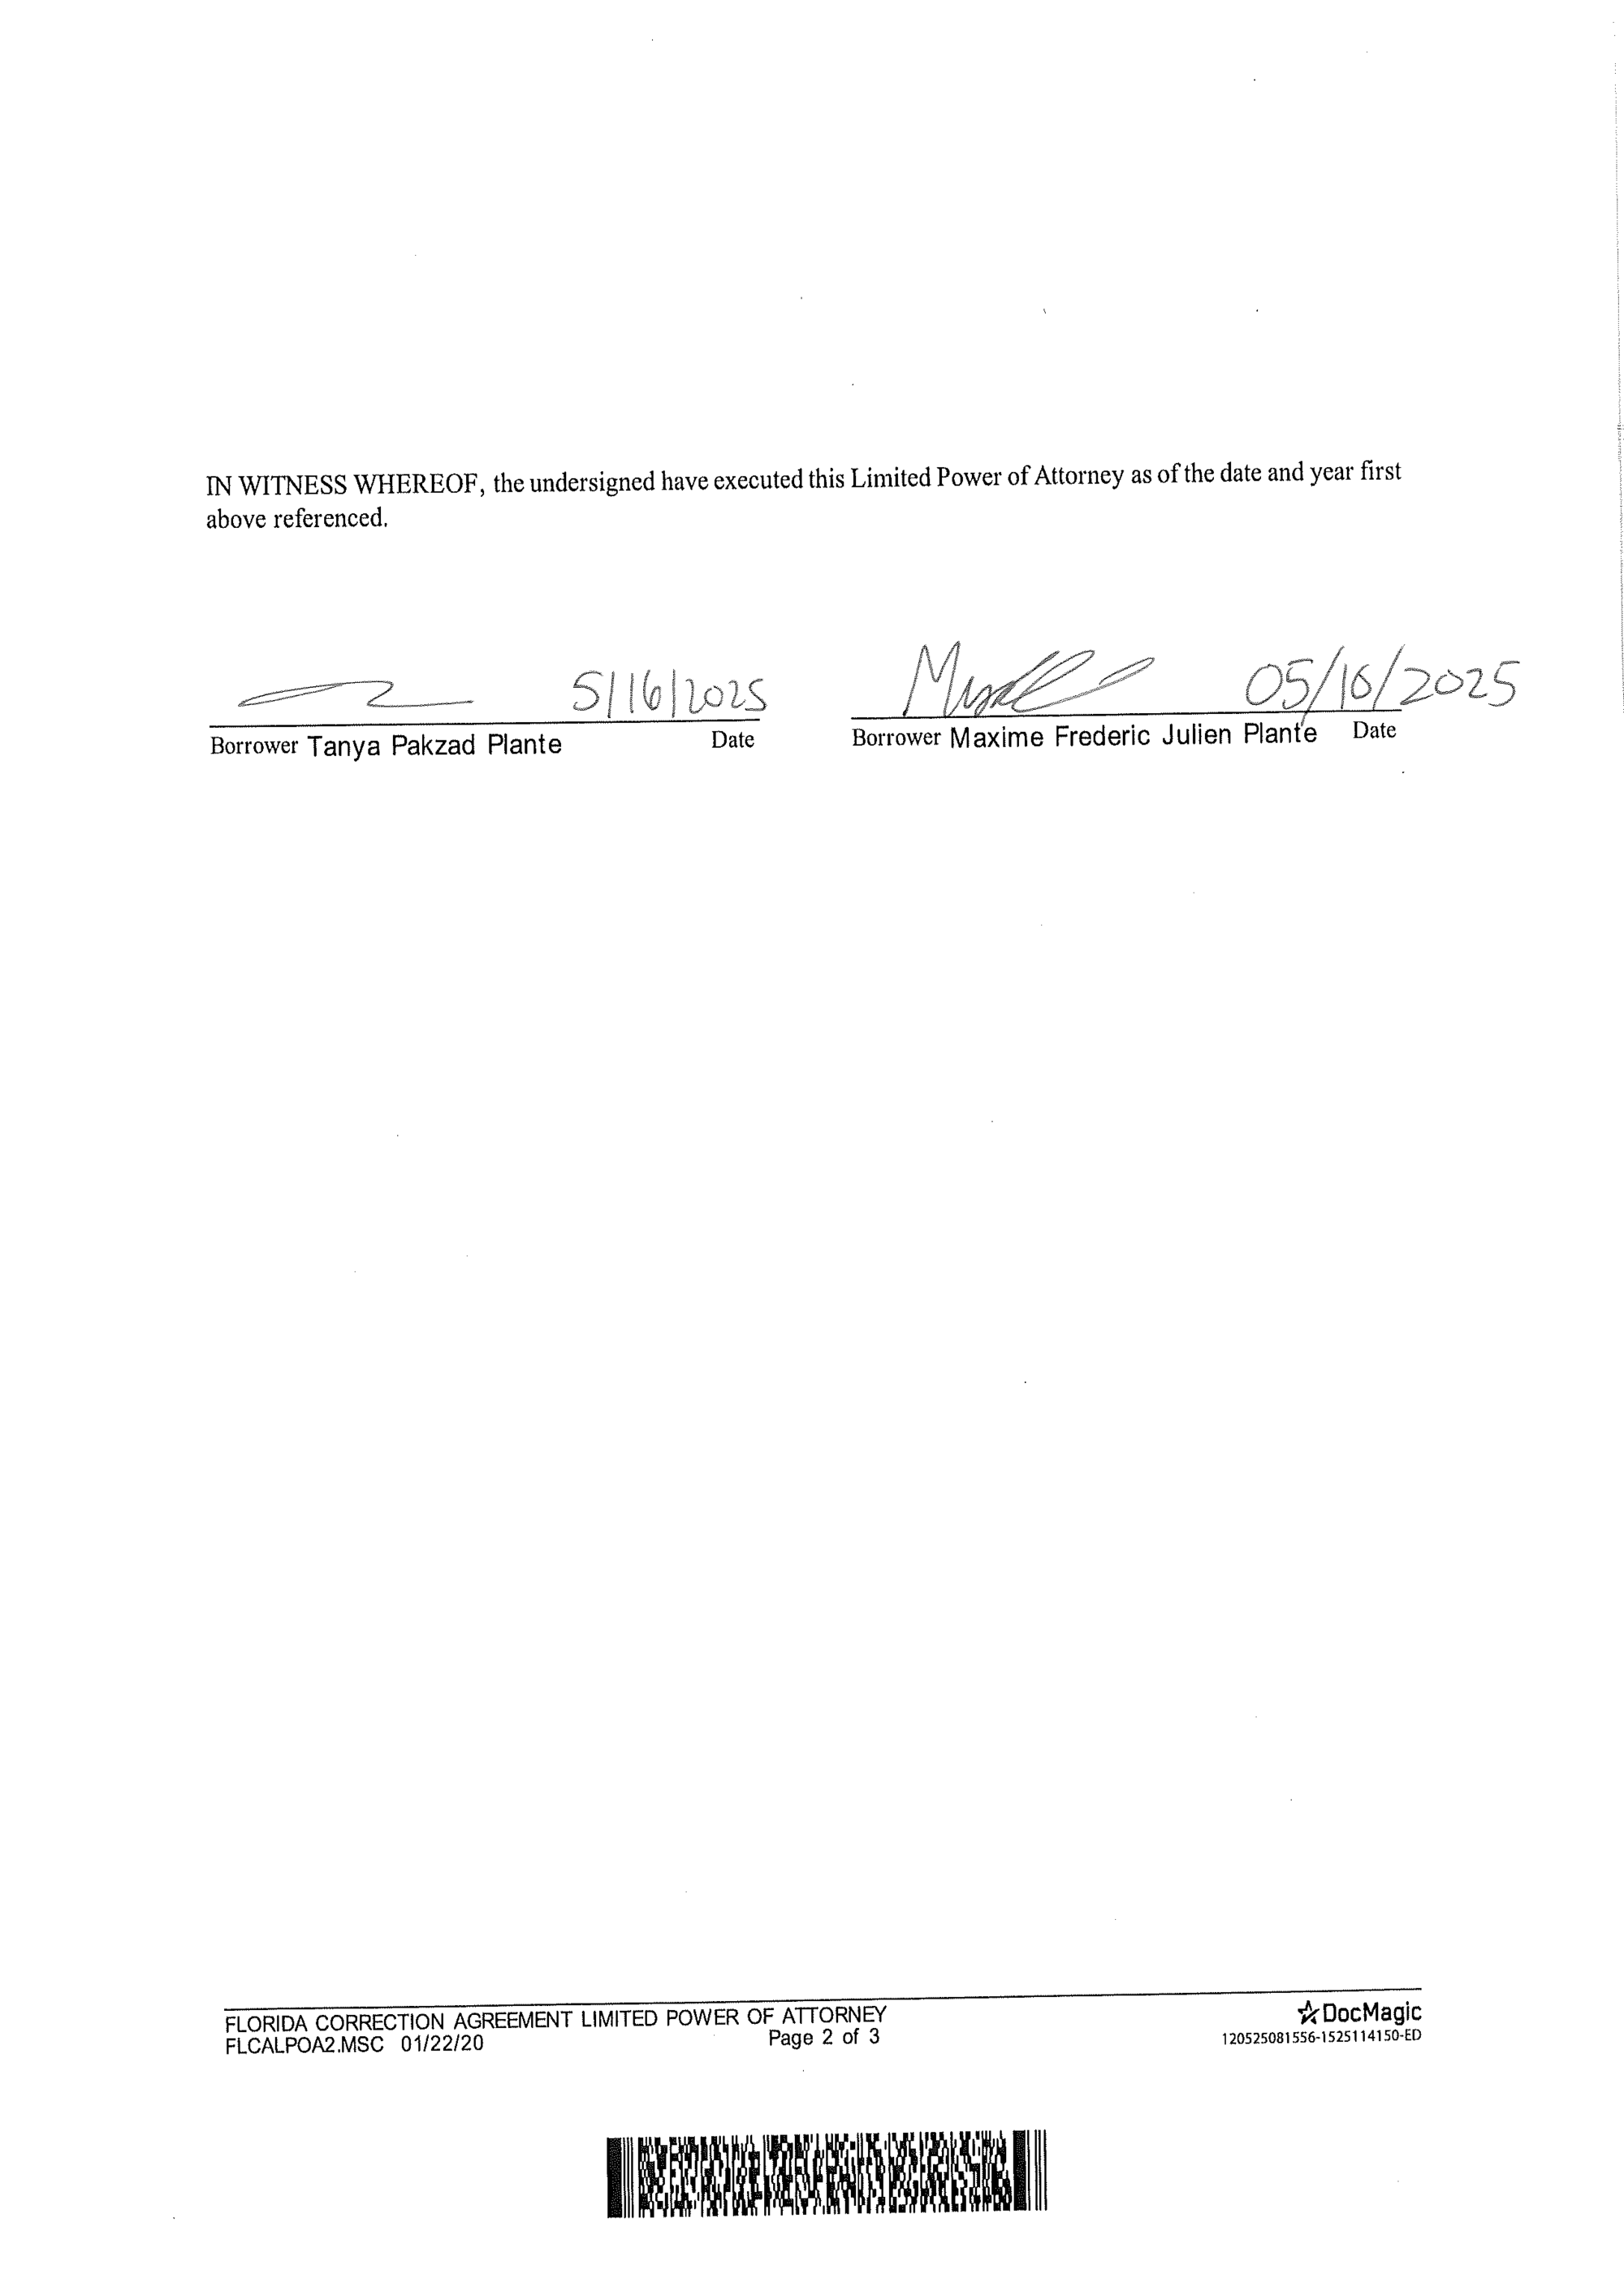 IN WITNESS WHEREOF, the undersigned have executed this Limited Power of Attorney as of the date and year first
above referenced.
5/16/2025
05/16/2025
Borrower Tanya Pakzad Plante Date
Borrower Maxime Frederic Julien Plante Date
FLORIDA CORRECTION AGREEMENT LIMITED POWER OF ATTORNEY
FLCALPOA2.MSC 01/22/20
Page 2 of 3
DocMagic
120525081556-1525114150-ED